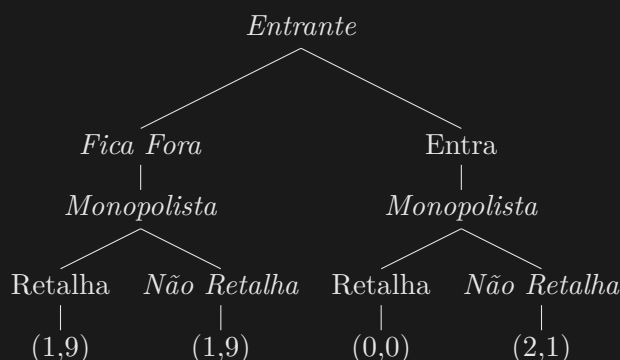 Entrante
Fica Fora Entra
Monopolista Monopolista
Retalha Não Retalha Retalha Não Retalha
(1,9) (1,9) (0,0) (2,1)